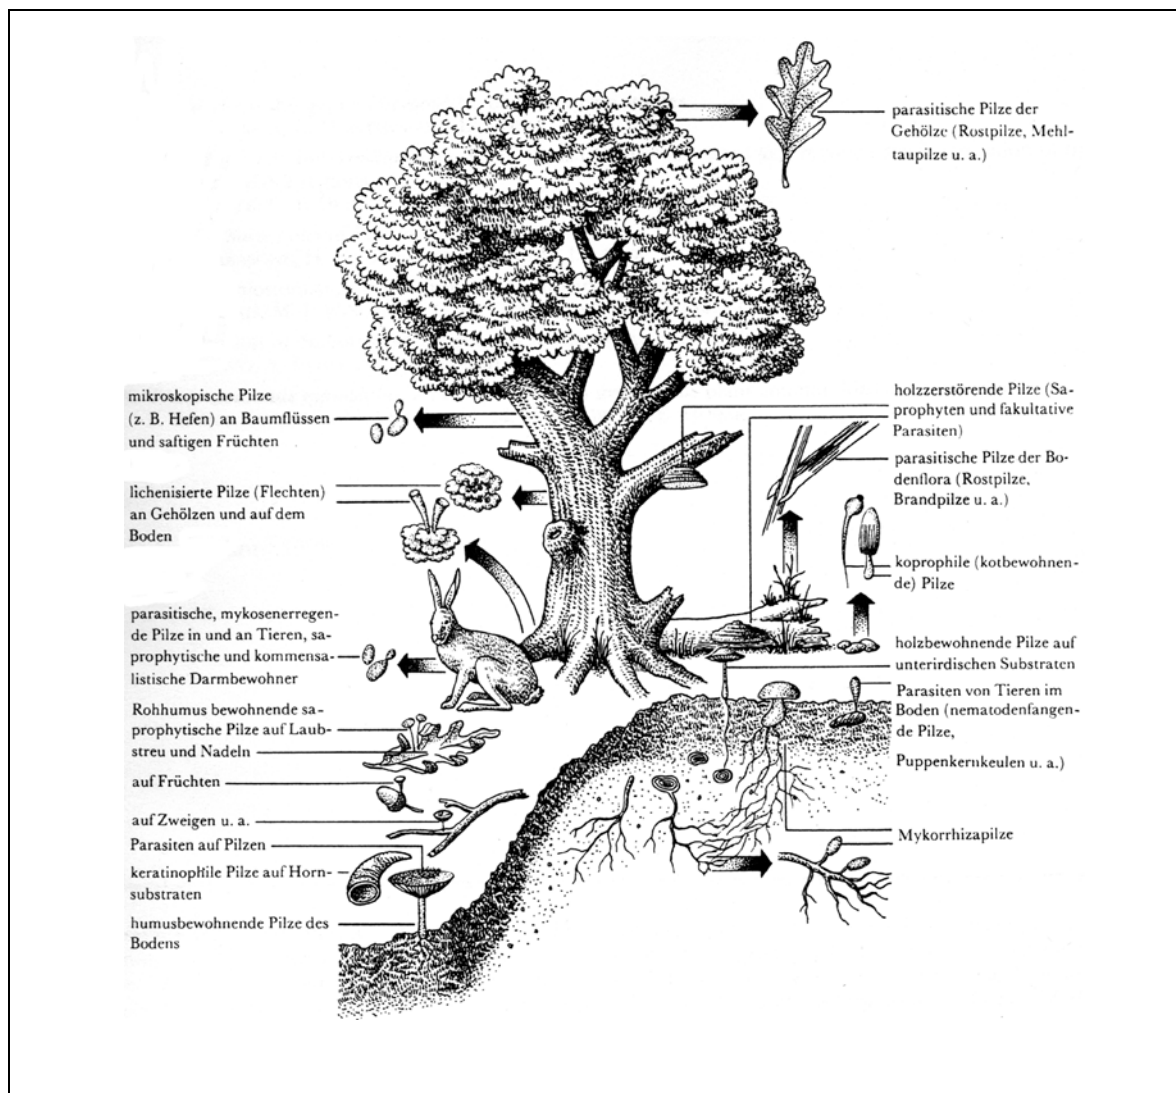 parasitische Pilze der
Gehölze (Rostpilze, Mehl-
taupilze u. a.)
mikroskopische Pilze
(z. B. Hefen) an Baumflüssen
und saftigen Früchten
lichenisierte Pilze (Flechten)
an Gehölzen und auf dem
Boden
parasitische, mykosenerregen-
de Pilze in und an Tieren, sa-
prophytische und kommensa-
listische Darmbewohner
Rohhumus bewohnende sa-
prophytische Pilze auf Laub-
streu und Nadeln
auf Früchten
auf Zweigen u. a.
Parasiten auf Pilzen
keratinophile Pilze auf Horn-
substraten
humusbewohnende Pilze des
Bodens
holzzerstörende Pilze (Sa-
prophyten und fakultative
Parasiten)
parasitische Pilze der Bo-
denflora (Rostpilze,
Brandpilze u. a.)
koprophile (kotbewohnen-
de) Pilze
holzbewohnende Pilze auf
unterirdischen Substraten
Parasiten von Tieren im
Boden (nematodenfangen-
de Pilze,
Puppenkernkeulen u. a.)
Mykorrhizapilze